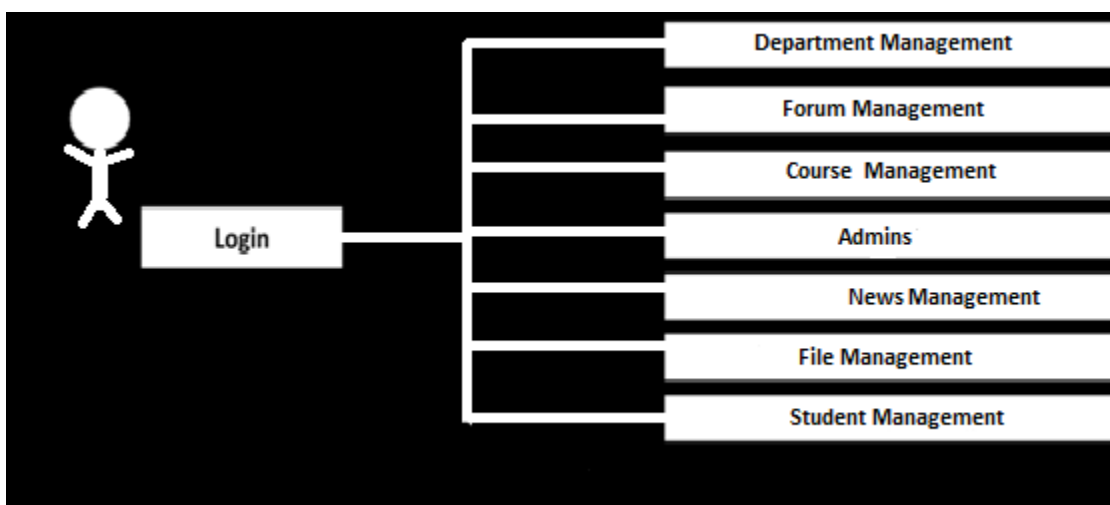 Department Management
Forum Management
Course Management
Login
Admins
News Management
File Management
Student Management